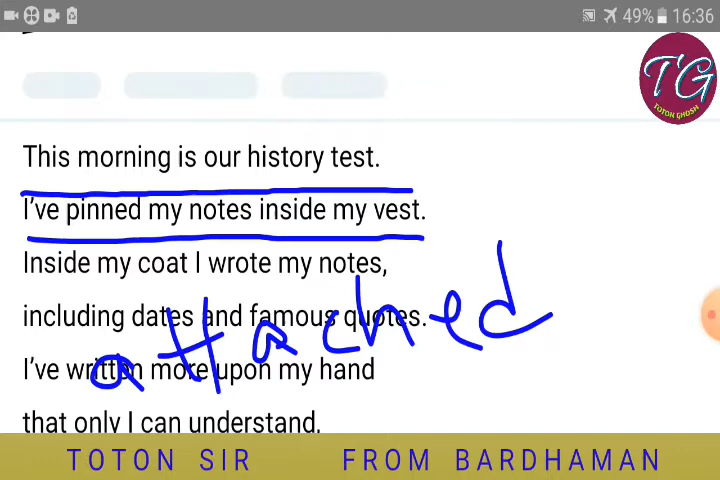 49% 16:36
TG
TOTON GHOSH
This morning is our history test.
I've pinned my notes inside my vest.
Inside my coat I wrote my notes,
including dates and famous quotes.
attached
I've written more upon my hand
that only I can understand.
TOTON SIR FROM BARDHAMAN